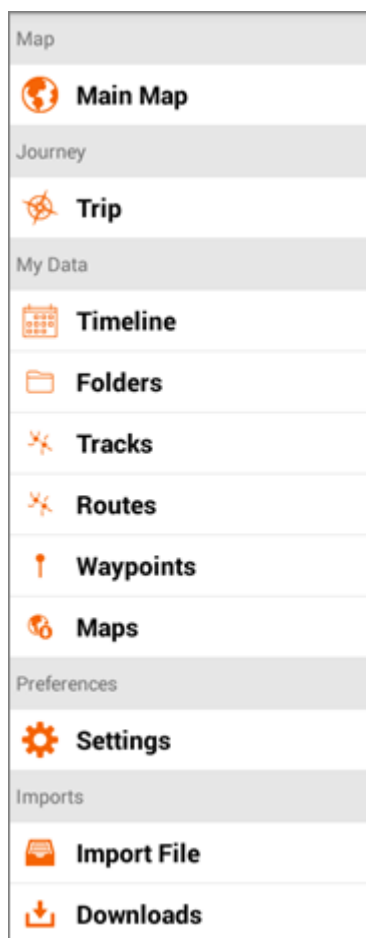 Map
Main Map
Journey
Trip
My Data
Timeline
Folders
Tracks
Routes
Waypoints
Maps
Preferences
Settings
Imports
Import File
Downloads